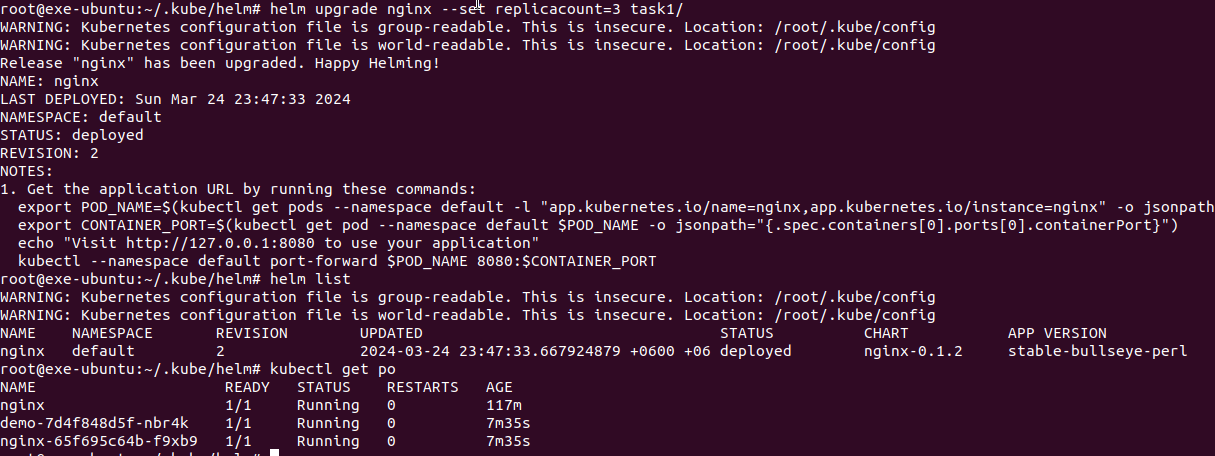 root@exe-ubuntu:~/.kube/helm# helm upgrade nginx --set replicacount=3 task1/
WARNING: Kubernetes configuration file is group-readable. This is insecure. Location: /root/.kube/config
WARNING: Kubernetes configuration file is world-readable. This is insecure. Location: /root/.kube/config
Release "nginx" has been upgraded. Happy Helming!
NAME: nginx
LAST DEPLOYED: Sun Mar 24 23:47:33 2024
NAMESPACE: default
STATUS: deployed
REVISION: 2
NOTES:
1. Get the application URL by running these commands:
  export POD_NAME=$(kubectl get pods --namespace default -l "app.kubernetes.io/name=nginx,app.kubernetes.io/instance=nginx" -o jsonpath
  export CONTAINER_PORT=$(kubectl get pod --namespace default $POD_NAME -o jsonpath="{.spec.containers[0].ports[0].containerPort}")
  echo "Visit http://127.0.0.1:8080 to use your application"
  kubectl --namespace default port-forward $POD_NAME 8080:$CONTAINER_PORT
root@exe-ubuntu:~/.kube/helm# helm list
WARNING: Kubernetes configuration file is group-readable. This is insecure. Location: /root/.kube/config
WARNING: Kubernetes configuration file is world-readable. This is insecure. Location: /root/.kube/config
NAME    NAMESPACE       REVISION        UPDATED                                 STATUS          CHART           APP VERSION
nginx   default         2               2024-03-24 23:47:33.667924879 +0600 +06 deployed        nginx-0.1.2     stable-bullseye-perl
root@exe-ubuntu:~/.kube/helm# kubectl get po
NAME                     READY   STATUS    RESTARTS   AGE
nginx                    1/1     Running   0          117m
demo-7d4f848d5f-nbr4k    1/1     Running   0          7m35s
nginx-65f695c64b-f9xb9   1/1     Running   0          7m35s